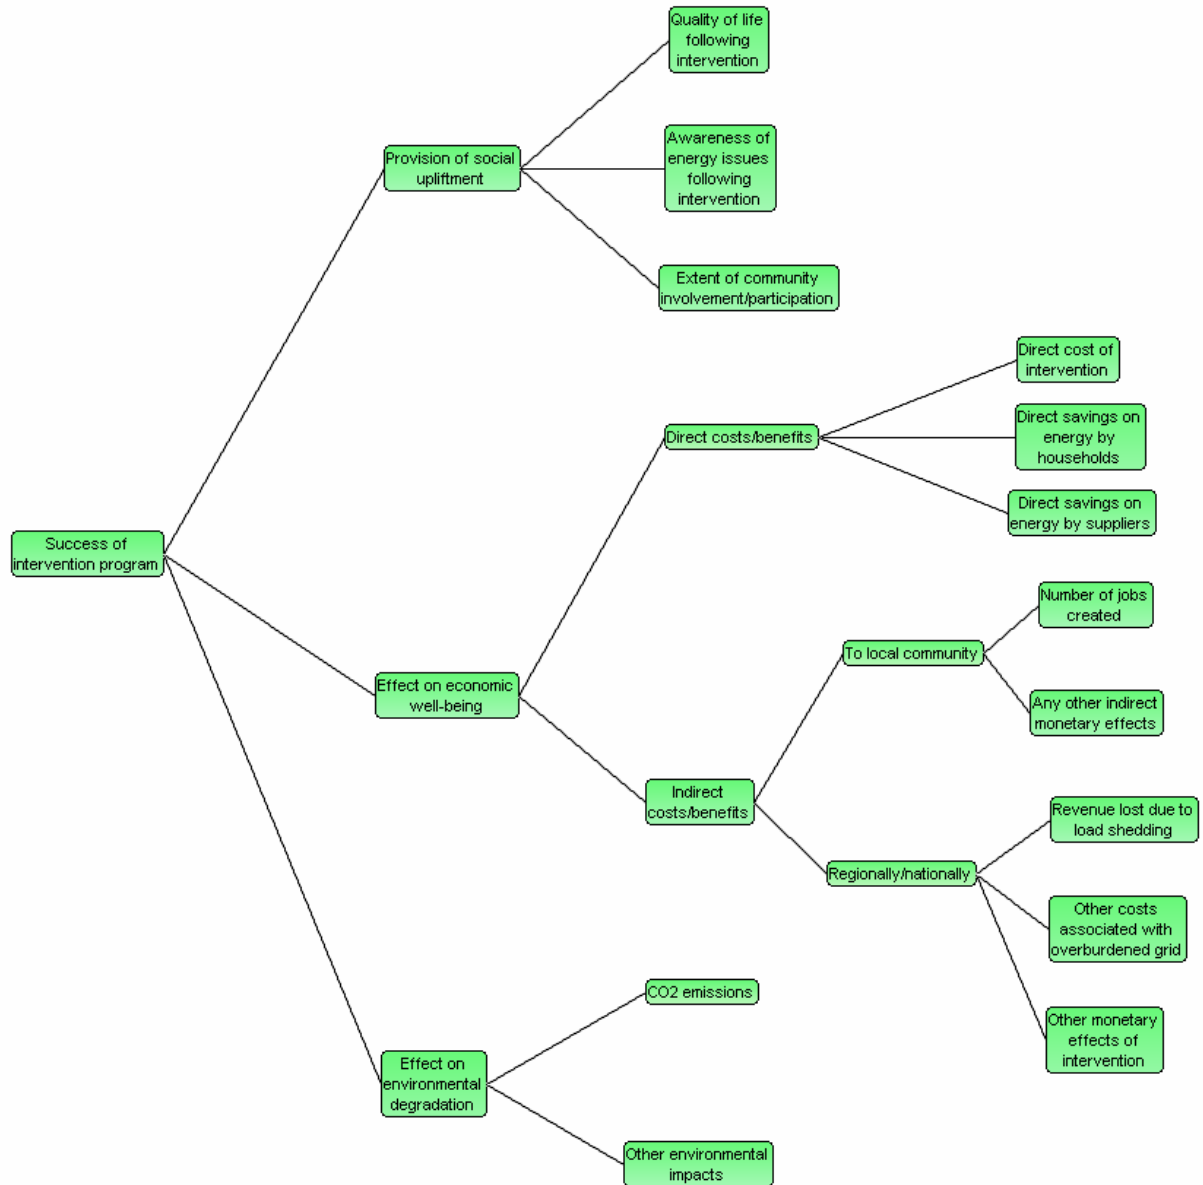 Quality of life
following
intervention
Provision of social
upliftment
Awareness of
energy issues
following
intervention
Extent of community
involvement/participation
Direct cost of
intervention
Direct costs/benefits
Direct savings on
energy by
households
Direct savings on
energy by suppliers
Success of
intervention program
Number of jobs
created
To local community
Effect on economic
well-being
Any other indirect
monetary effects
Indirect
costs/benefits
Revenue lost due to
load shedding
Regionally/nationally
Other costs
associated with
overburdened grid
CO2 emissions
Other monetary
effects of
intervention
Effect on
environmental
degradation
Other environmental
impacts